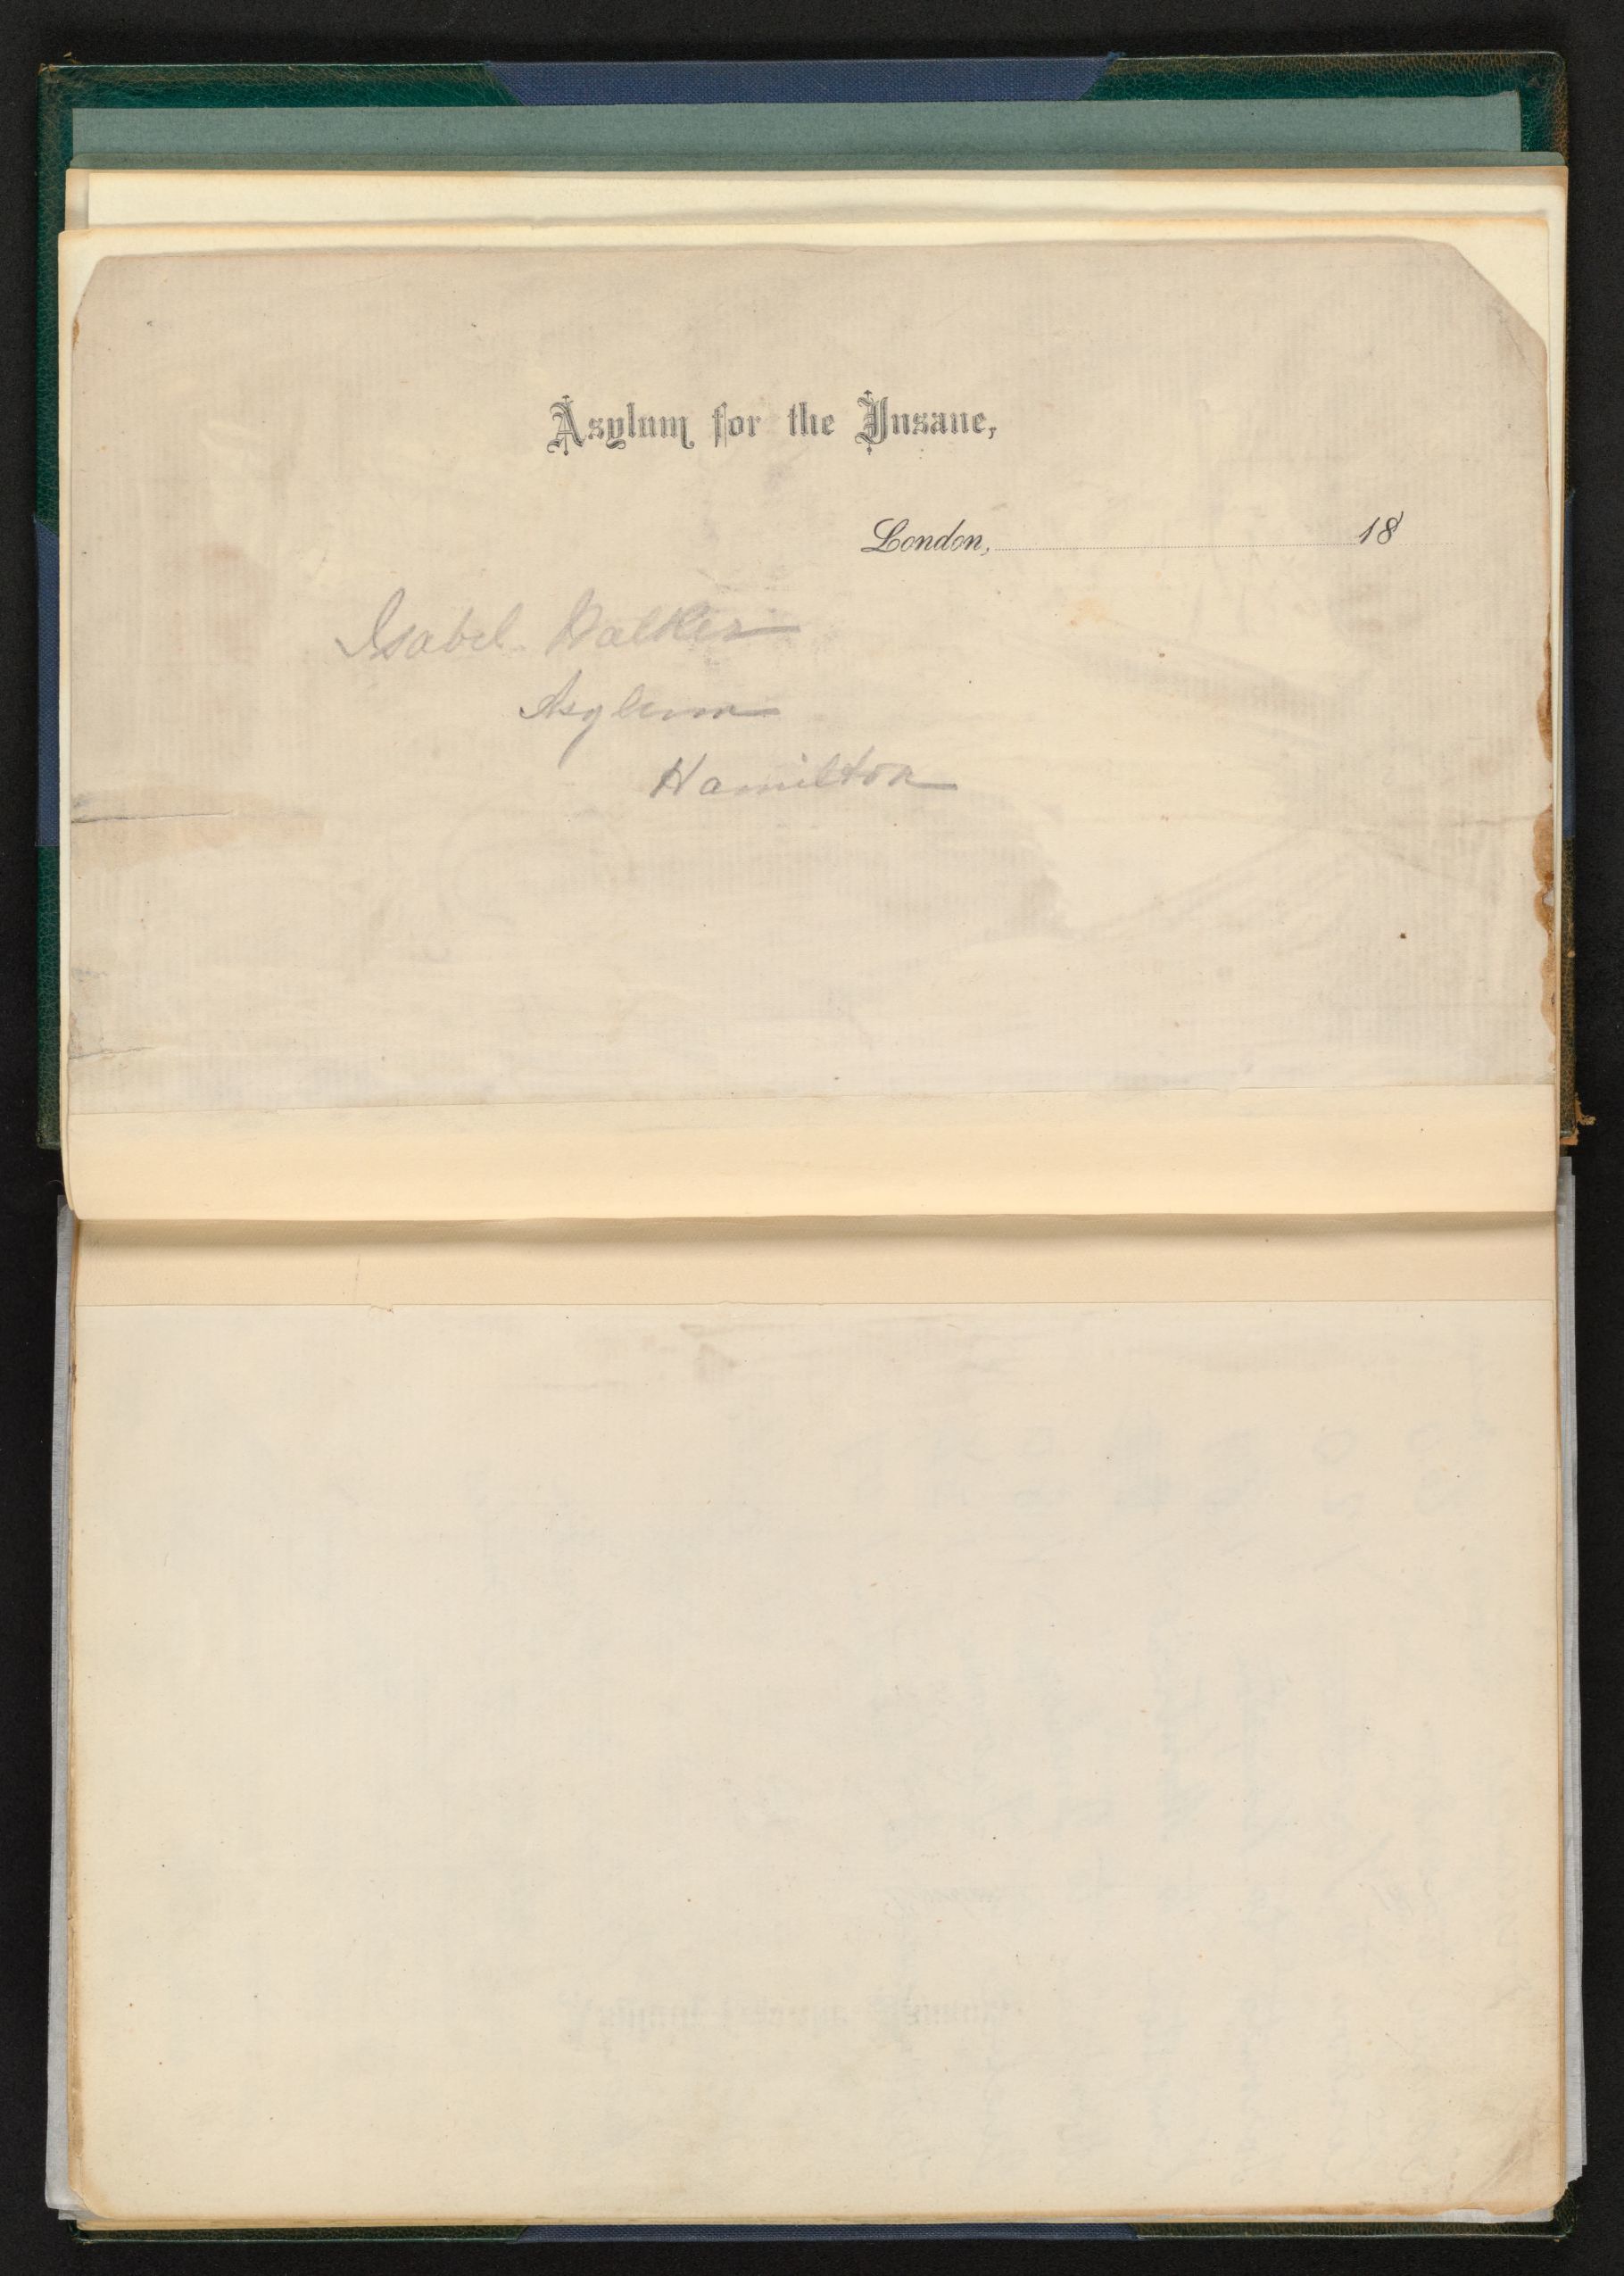 Asylum for the Insane,
London, 18
Isabel Walker
Asylum
Hamilton